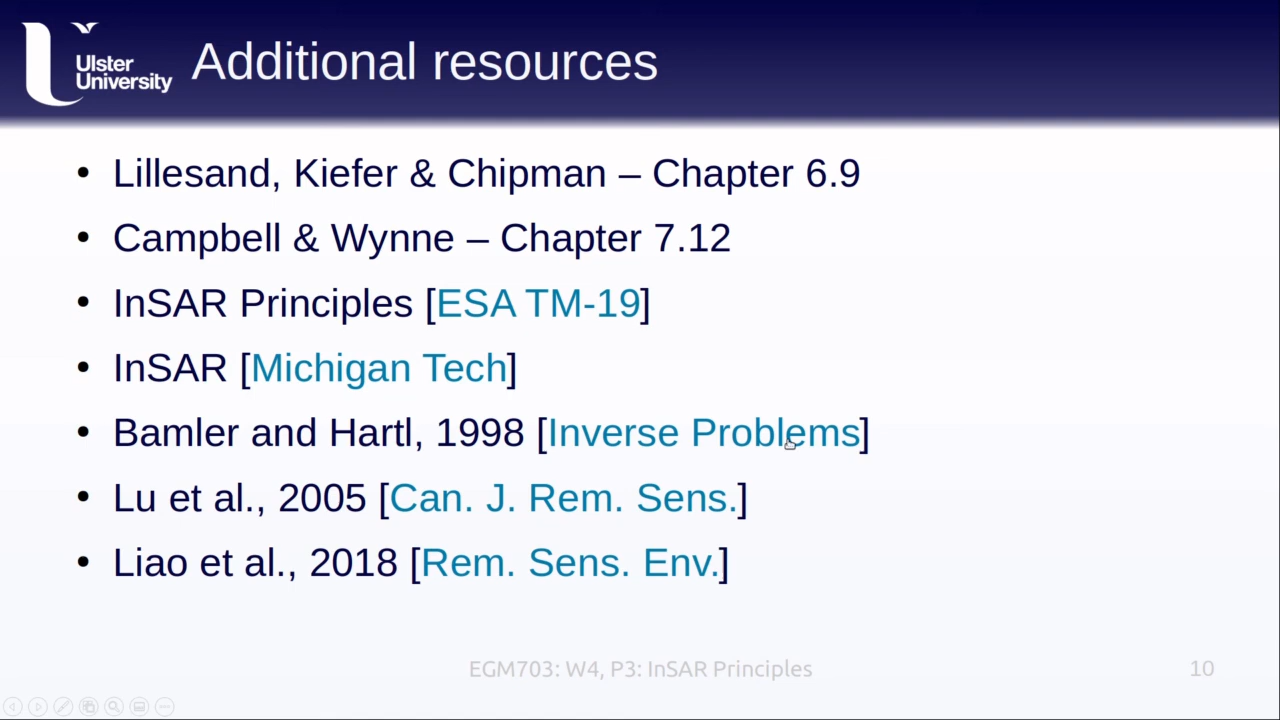 Ulster
University
Additional resources
• Lillesand, Kiefer & Chipman – Chapter 6.9
• Campbell & Wynne – Chapter 7.12
• InSAR Principles [ESA TM-19]
• InSAR [Michigan Tech]
• Bamler and Hartl, 1998 [Inverse Problems]
• Lu et al., 2005 [Can. J. Rem. Sens.]
• Liao et al., 2018 [Rem. Sens. Env.]
EGM703: W4, P3: InSAR Principles
10